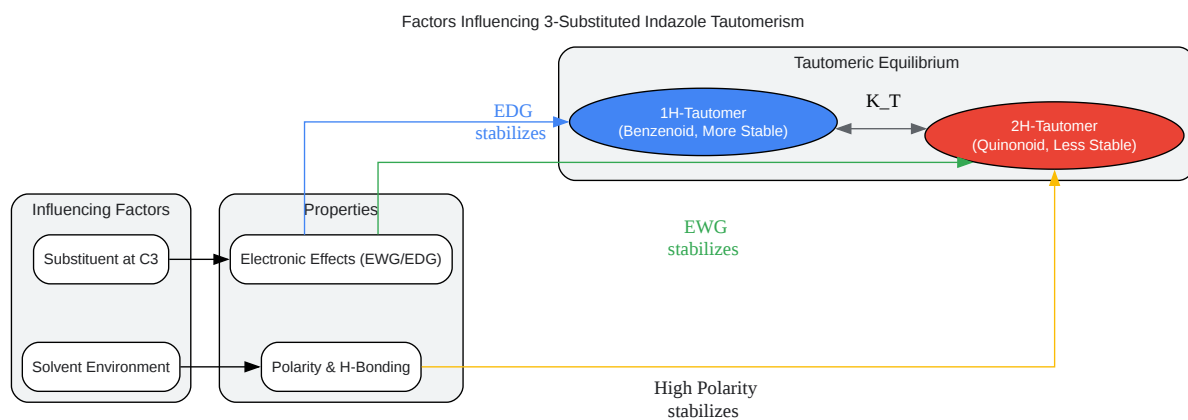 Factors Influencing 3-Substituted Indazole Tautomerism
Tautomeric Equilibrium
EDG
stabilizes
1H-Tautomer
(Benzenoid, More Stable)
K_T
2H-Tautomer
(Quinonoid, Less Stable)
Influencing Factors
Properties
EWG
stabilizes
Substituent at C3
Electronic Effects (EWG/EDG)
Solvent Environment
Polarity & H-Bonding
High Polarity
stabilizes